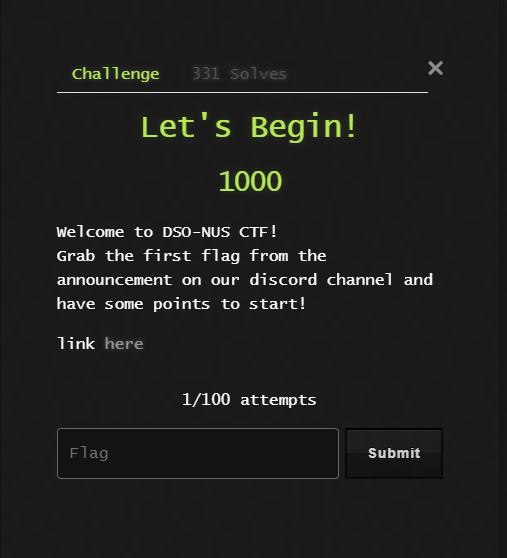 Challenge 331 Solves ×
Let's Begin!
1000
Welcome to DSO-NUS CTF!
Grab the first flag from the
announcement on our discord channel and
have some points to start!
link here
1/100 attempts
Flag Submit